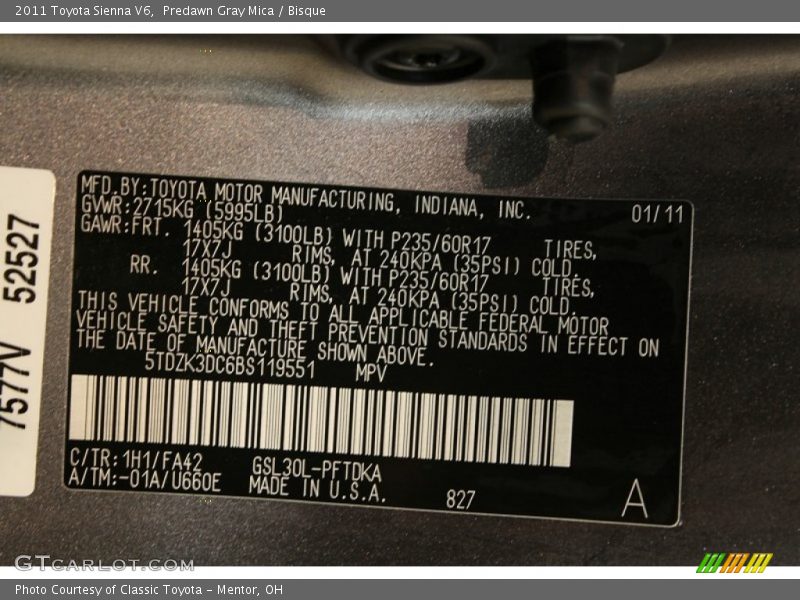 2011 Toyota Sienna V6,  Predawn Gray Mica / Bisque
MFD.BY:TOYOTA MOTOR MANUFACTURING, INDIANA, INC. 01/11
GVWR:2715KG (5995LB)
GAWR:FRT. 1405KG (3100LB) WITH P235/60R17 TIRES,
17X7J RIMS, AT 240KPA (35PSI) COLD.
RR. 1405KG (3100LB) WITH P235/60R17 TIRES,
17X7J RIMS, AT 240KPA (35PSI) COLD.
THIS VEHICLE CONFORMS TO ALL APPLICABLE FEDERAL MOTOR
VEHICLE SAFETY AND THEFT PREVENTION STANDARDS IN EFFECT ON
THE DATE OF MANUFACTURE SHOWN ABOVE.
5TDZK3DC6BS119551 MPV
C/TR:1H1/FA42 GSL30L-PFTDKA
A/TM:-01A/U660E MADE IN U.S.A. 827 A
7577V 52527
GTCARLOT.COM
Photo Courtesy of Classic Toyota - Mentor, OH